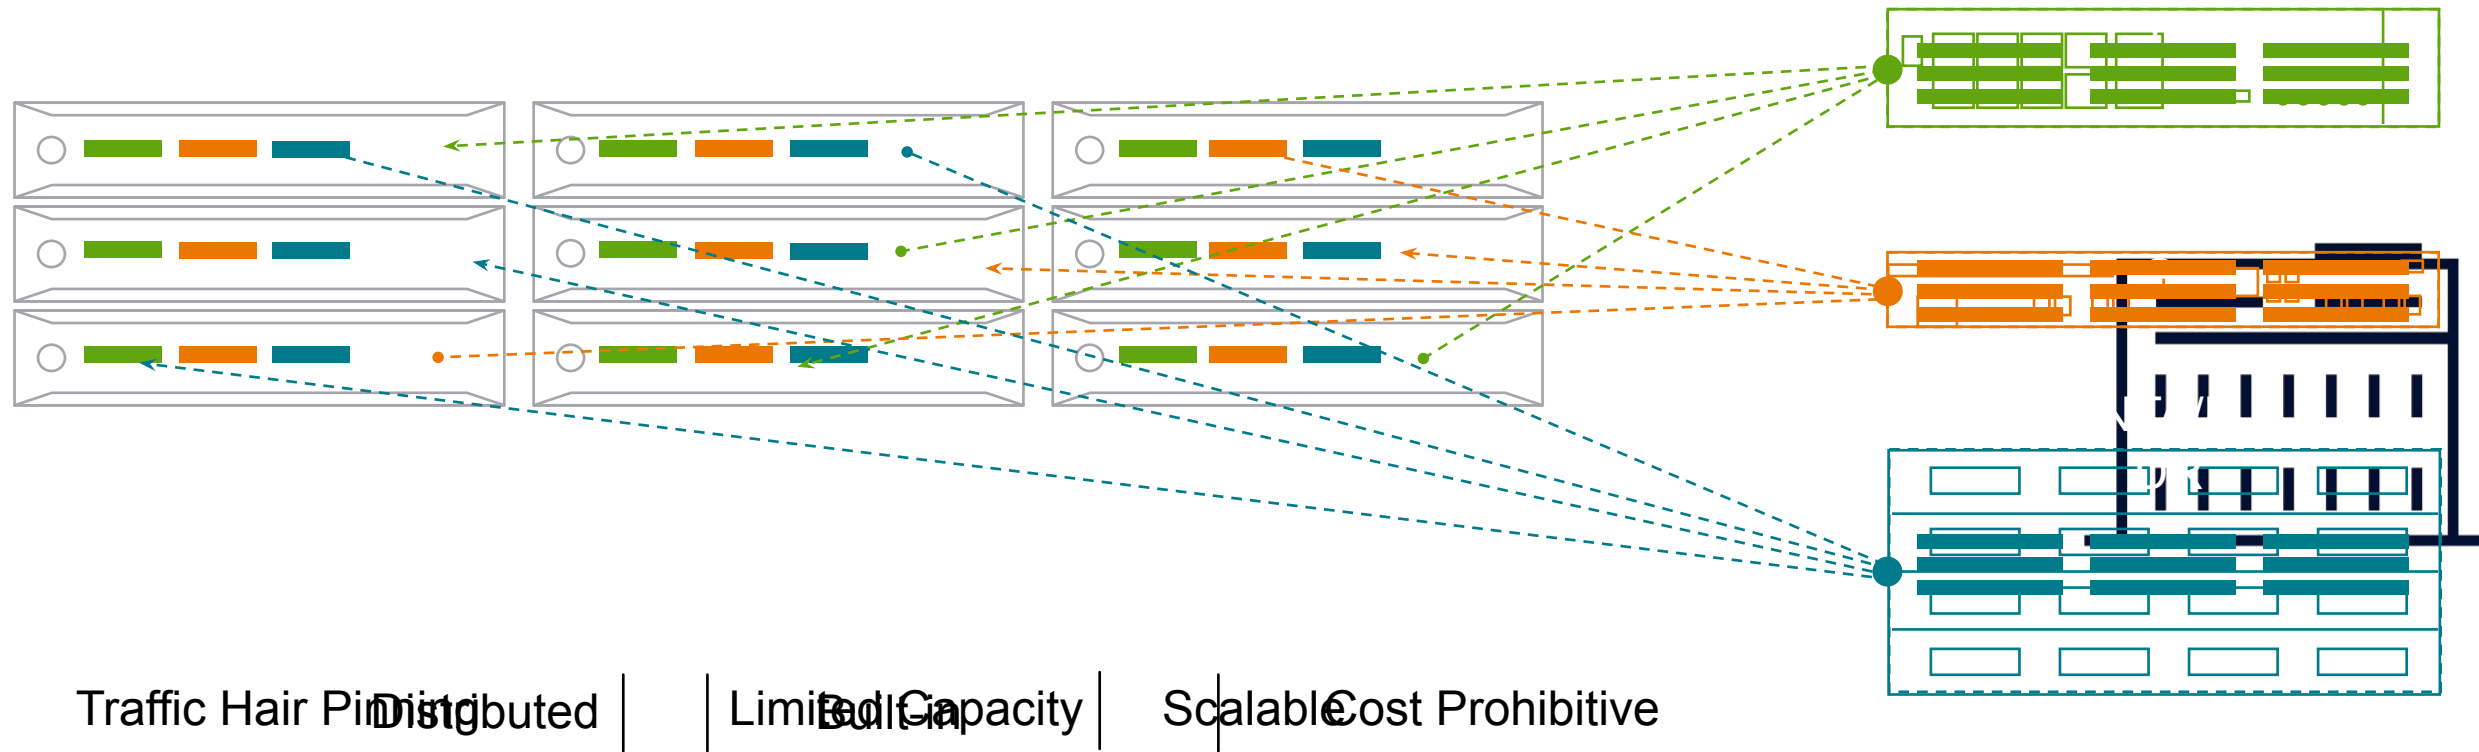 Traffic Hair Pinning
Distributed
Limited Capacity
Built-in
Scalable
Cost Prohibitive